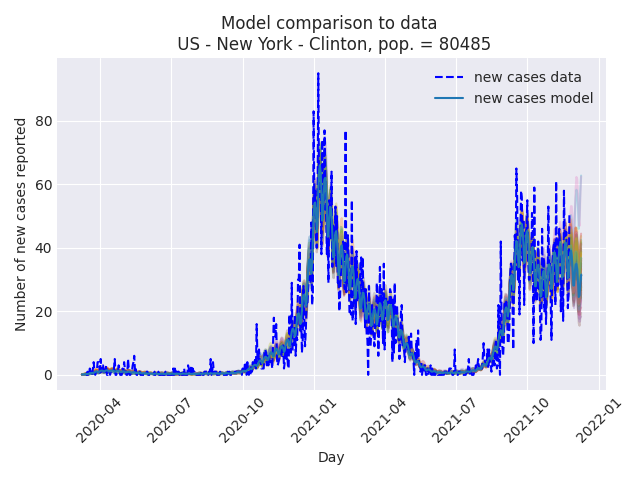 Model comparison to data
US - New York - Clinton, pop. = 80485
new cases data
new cases model
Number of new cases reported
80
60
40
20
0
2020-04
2020-07
2020-10
2021-01
2021-04
2021-07
2021-10
2022-01
Day